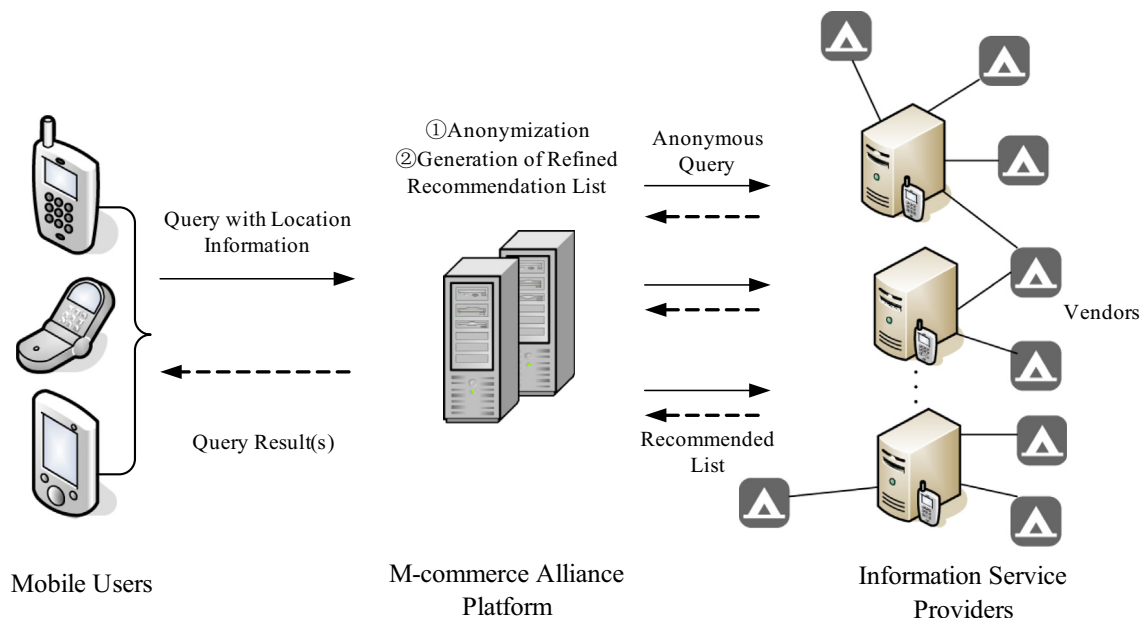 ①Anonymization
②Generation of Refined
Recommendation List
Anonymous
Query
Query with Location
Information
Vendors
Query Result(s)
Recommended
List
Mobile Users
M-commerce Alliance
Platform
Information Service
Providers